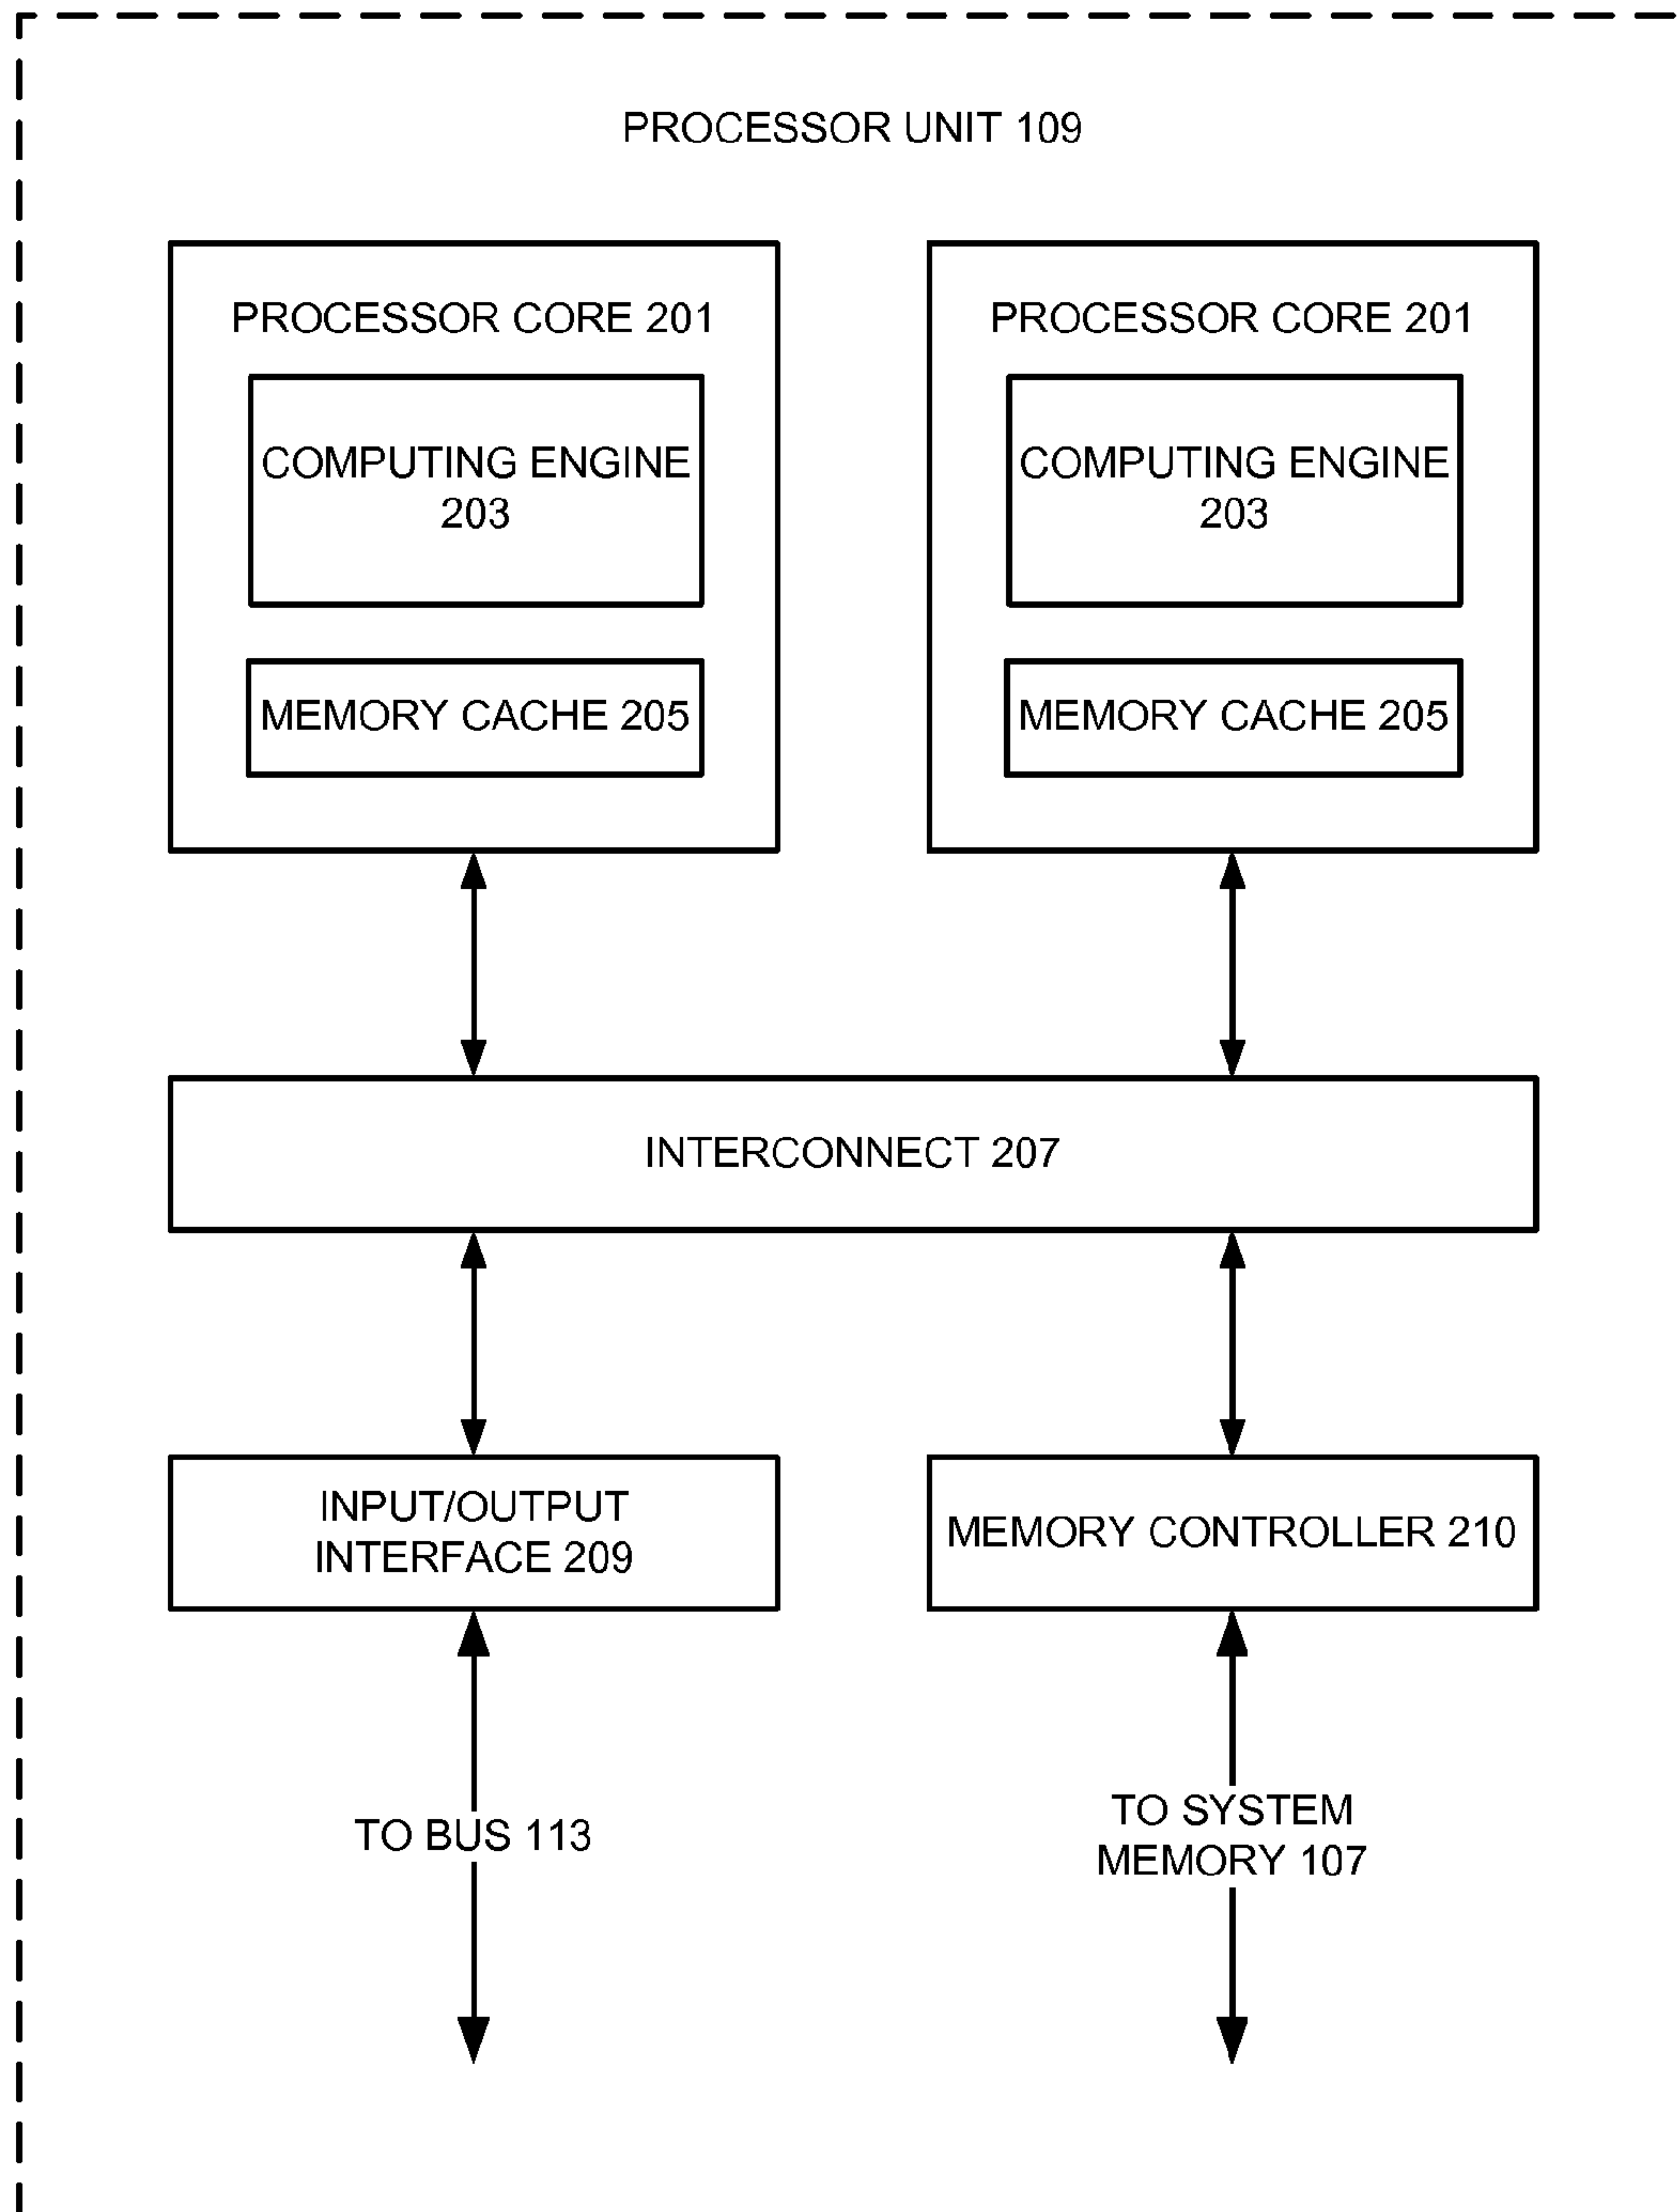 PROCESSOR UNIT 109
PROCESSOR CORE 201
COMPUTING ENGINE
203
MEMORY CACHE 205
PROCESSOR CORE 201
COMPUTING ENGINE
203
MEMORY CACHE 205
INTERCONNECT 207
INPUT/OUTPUT
INTERFACE 209
MEMORY CONTROLLER 210
TO BUS 113
TO SYSTEM
MEMORY 107